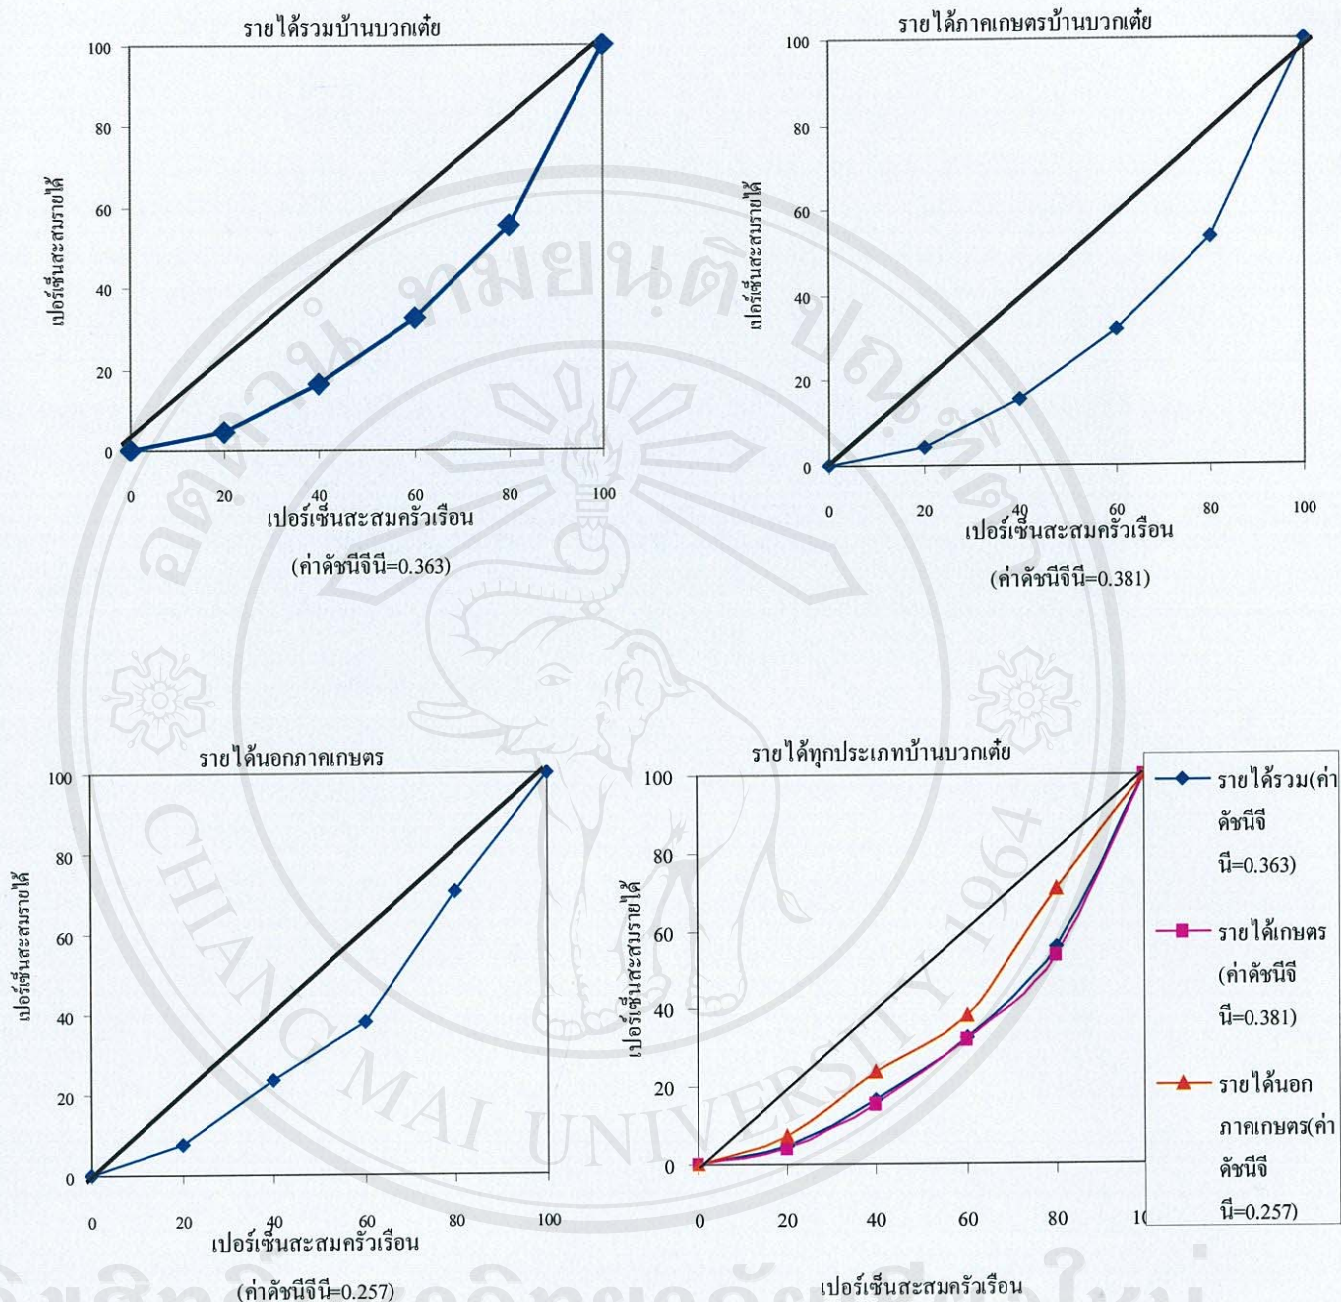 รายได้รวมบ้านบวกเต๋ย
100
80
60
40
20
0
เปอร์เซ็นสะสมรายได้
0 20 40 60 80 100
เปอร์เซ็นสะสมครัวเรือน
(ค่าดัชนีจีนี=0.363)
รายได้ภาคเกษตรบ้านบวกเต๋ย
100
80
60
40
20
0
เปอร์เซ็นสะสมรายได้
0 20 40 60 80 100
เปอร์เซ็นสะสมครัวเรือน
(ค่าดัชนีจีนี=0.381)
รายได้นอกภาคเกษตร
100
80
60
40
20
0
เปอร์เซ็นสะสมรายได้
0 20 40 60 80 100
เปอร์เซ็นสะสมครัวเรือน
(ค่าดัชนีจีนี=0.257)
รายได้ทุกประเภทบ้านบวกเต๋ย
100
80
60
40
20
0
เปอร์เซ็นสะสมรายได้
0 20 40 60 80
เปอร์เซ็นสะสมครัวเรือน
รายได้รวม(ค่า
ดัชนีจี
นี=0.363)
รายได้เกษตร
(ค่าดัชนีจี
นี=0.381)
รายได้นอก
ภาคเกษตร(ค่า
ดัชนีจี
นี=0.257)
CHIANG MAI UNIVERSITY 1964